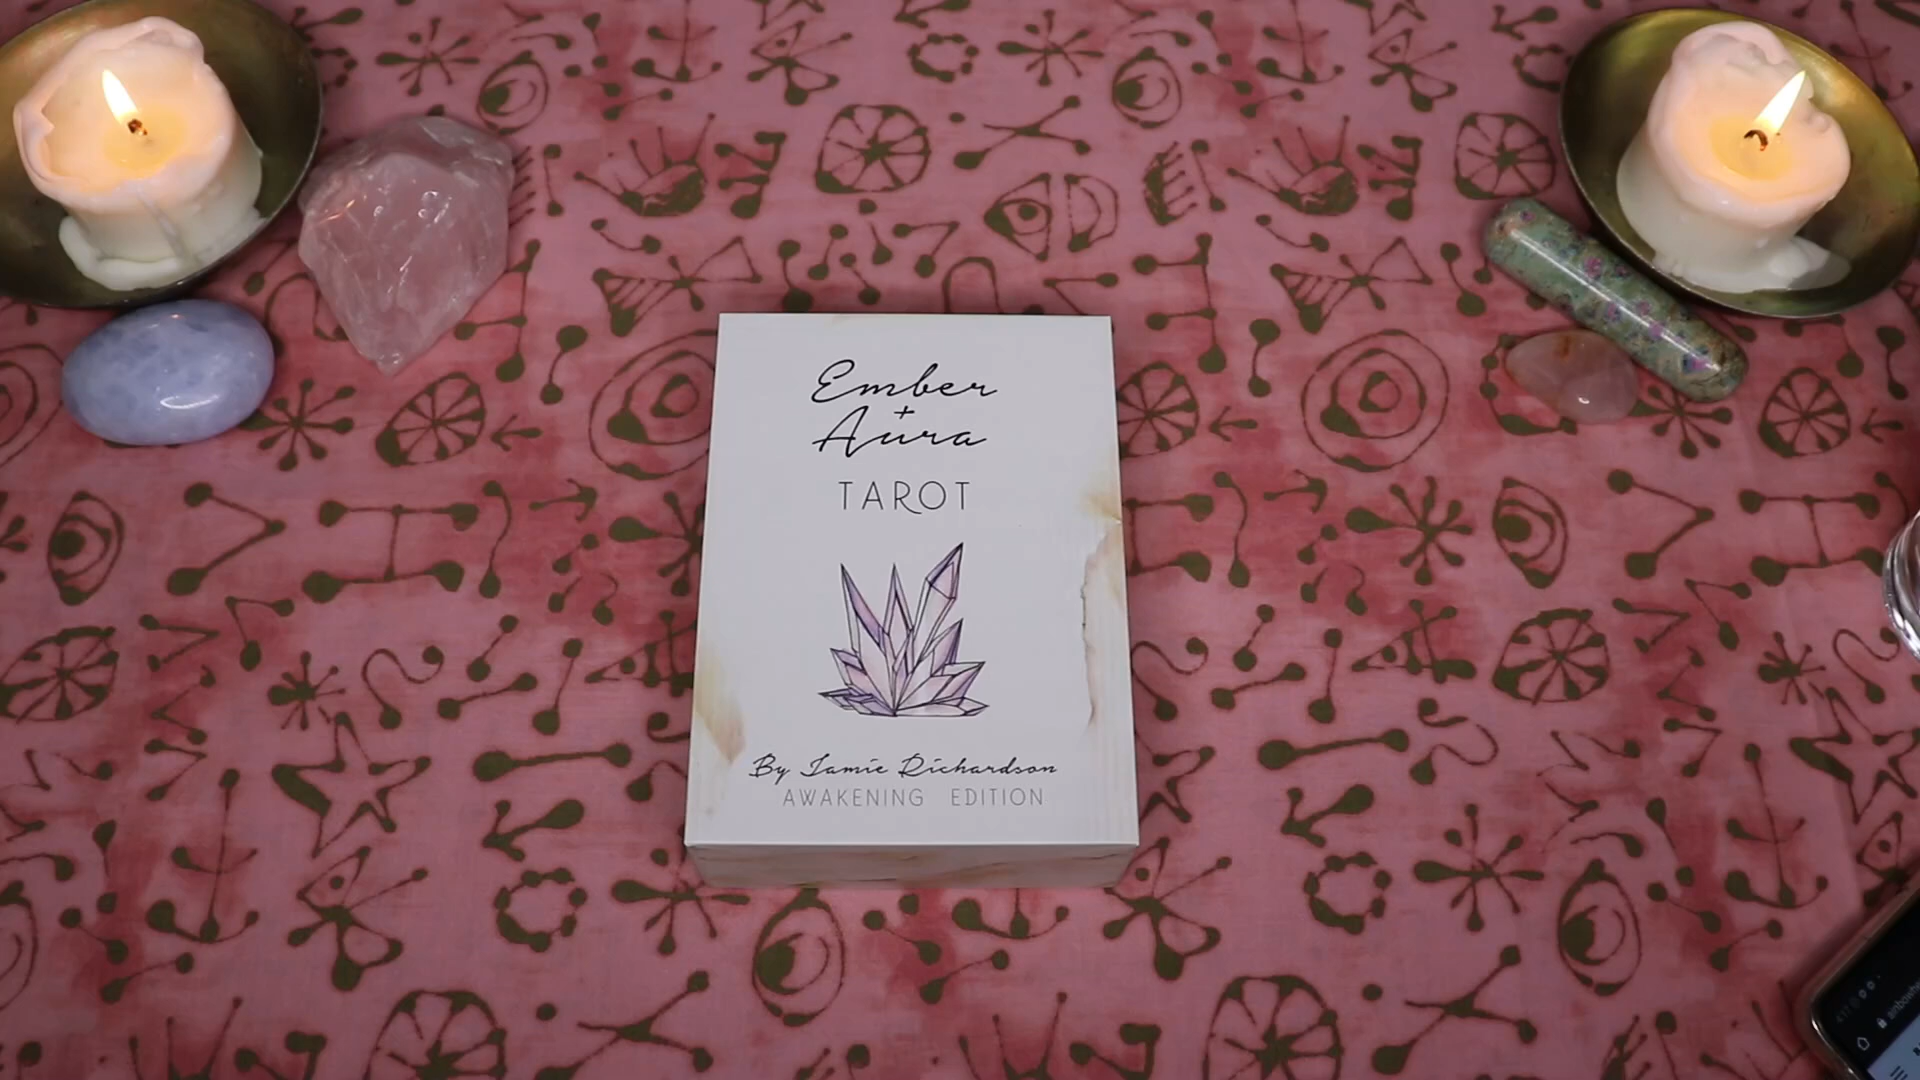 Ember
+
Aura
TAROT
By Jamie Richardson
AWAKENING EDITION